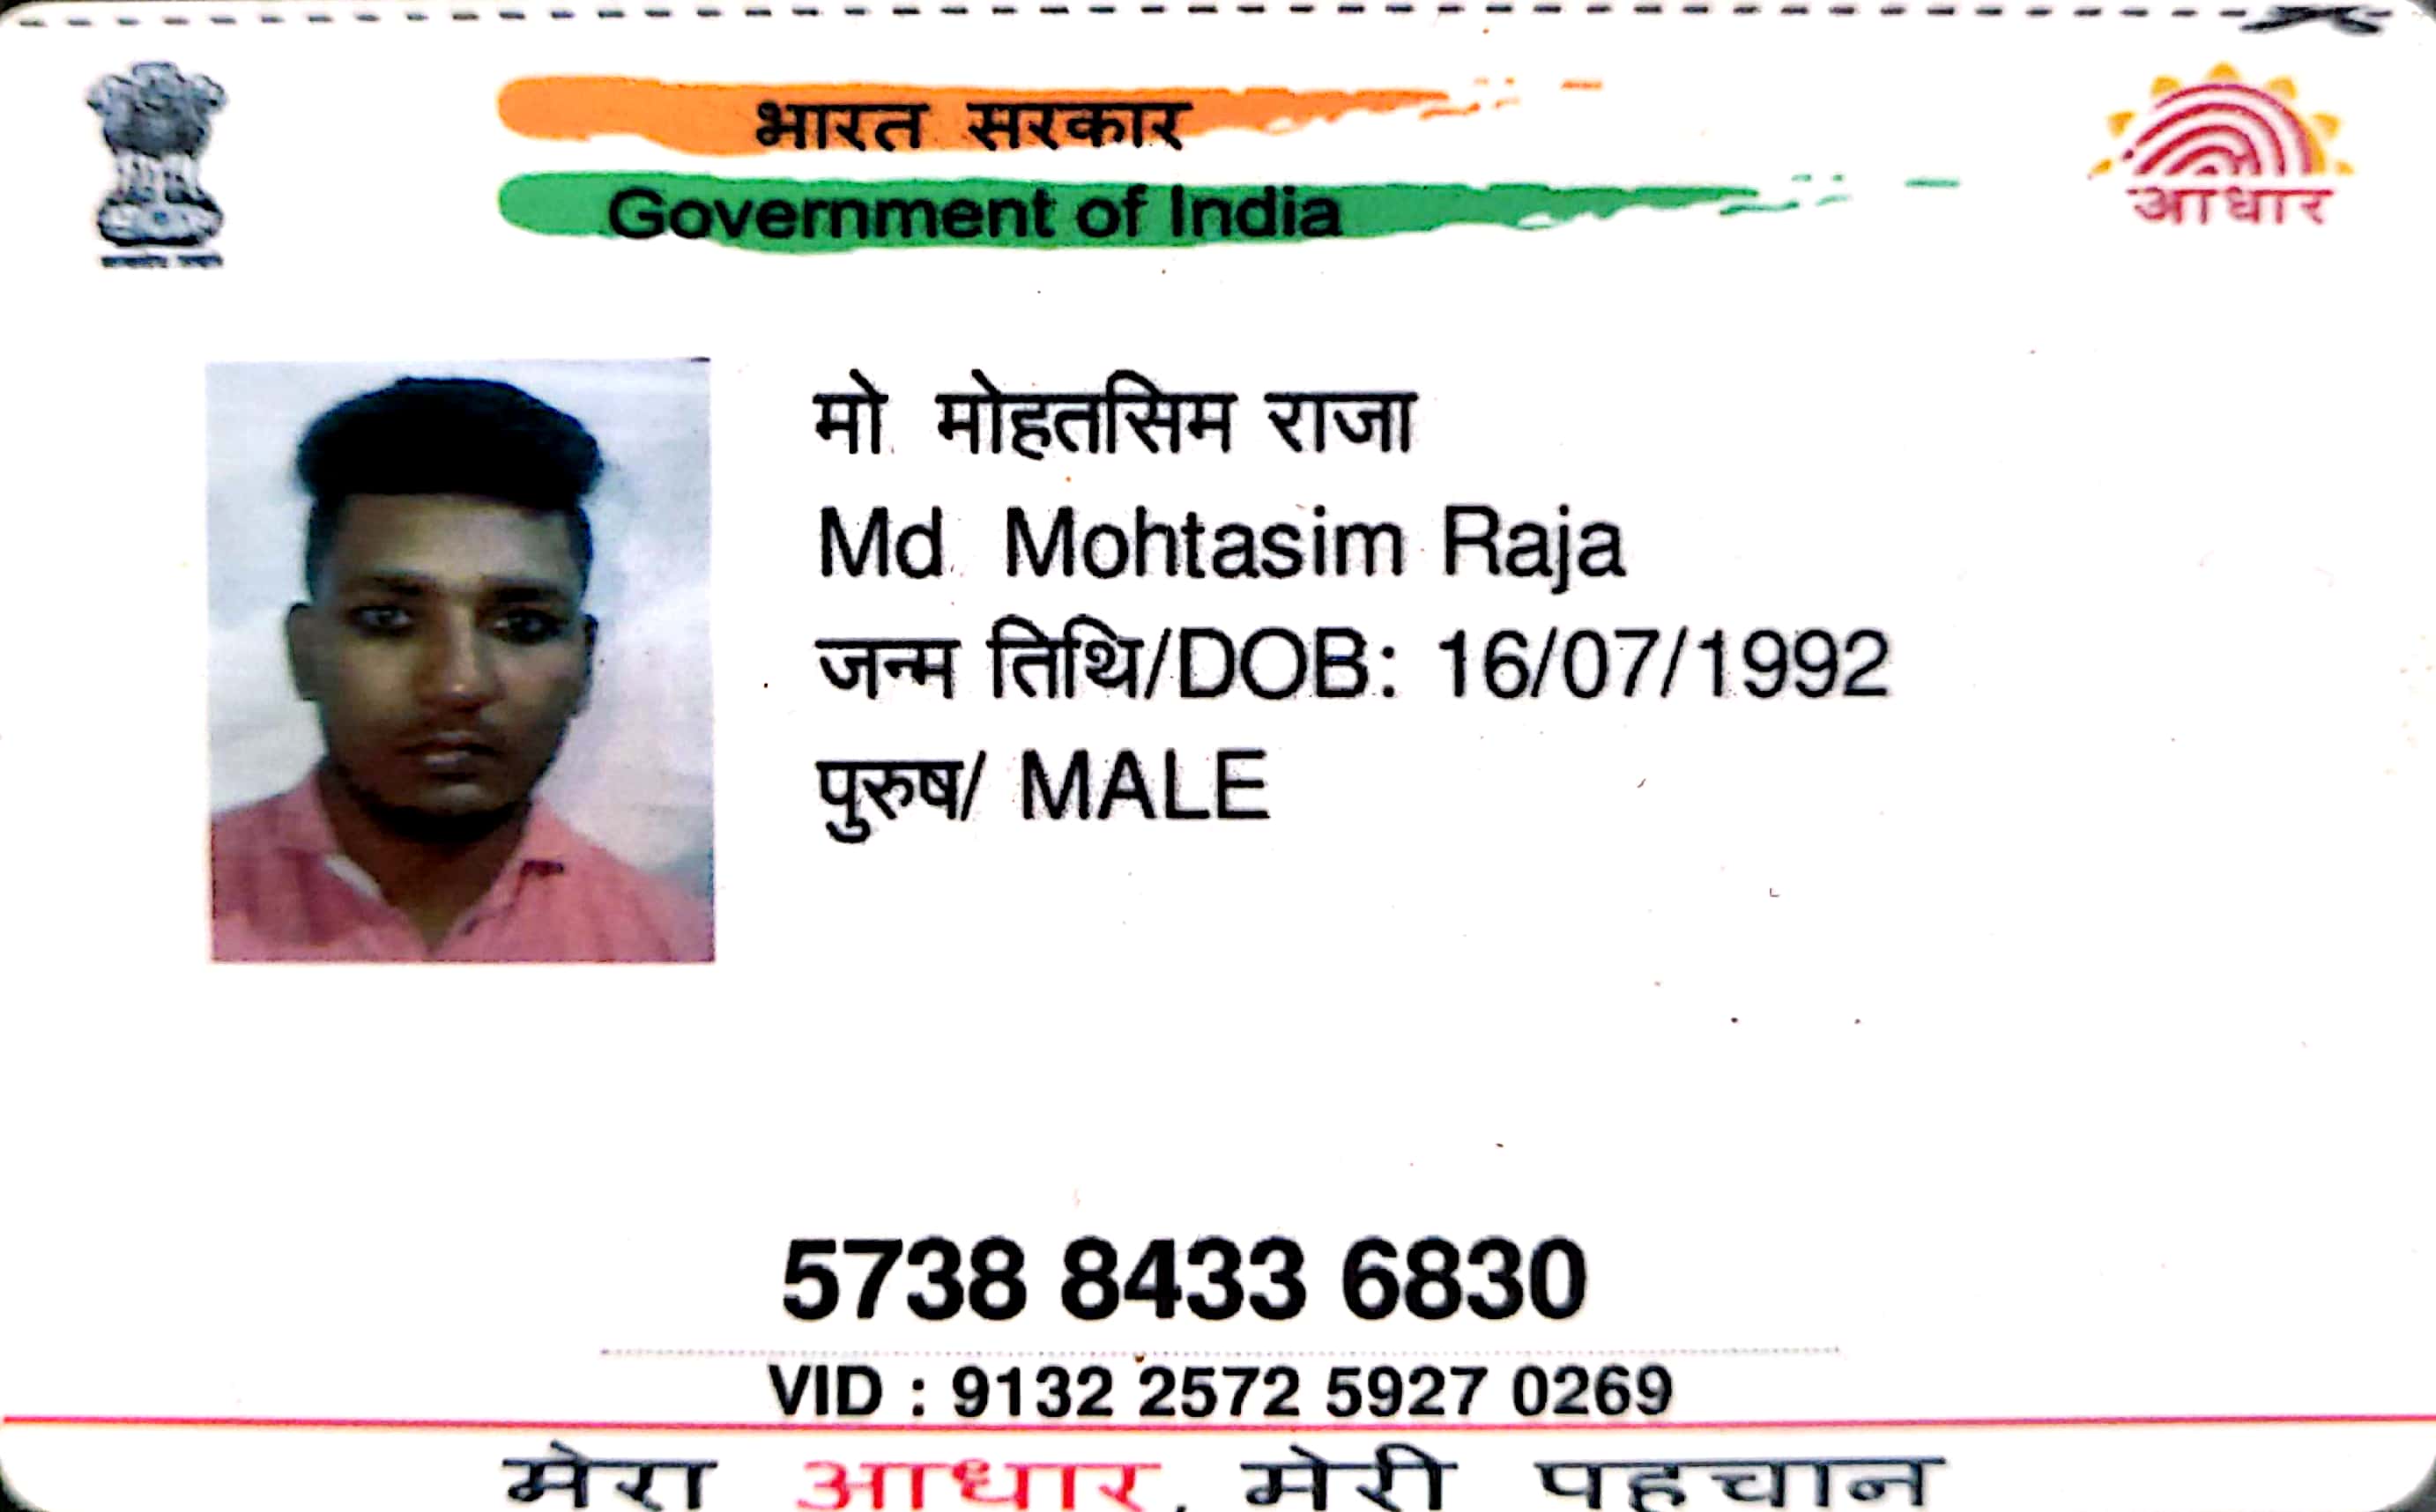 भारत सरकार
Government of India
आधार
मो मोहतसिम राजा
Md Mohtasim Raja
जन्म तिथि/DOB: 16/07/1992
पुरुष/ MALE
5738 8433 6830
VID : 9132 2572 5927 0269
मेरा आधार, मेरी पहचान